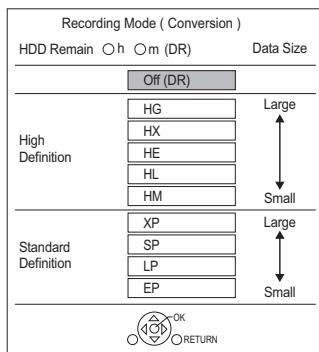 Recording Mode ( Conversion )
HDD Remain ○h ○m (DR) Data Size
Off (DR)
High
Definition
HG
HX
HE
HL
HM
Large
Small
Standard
Definition
XP
SP
LP
EP
Large
Small
OK
RETURN